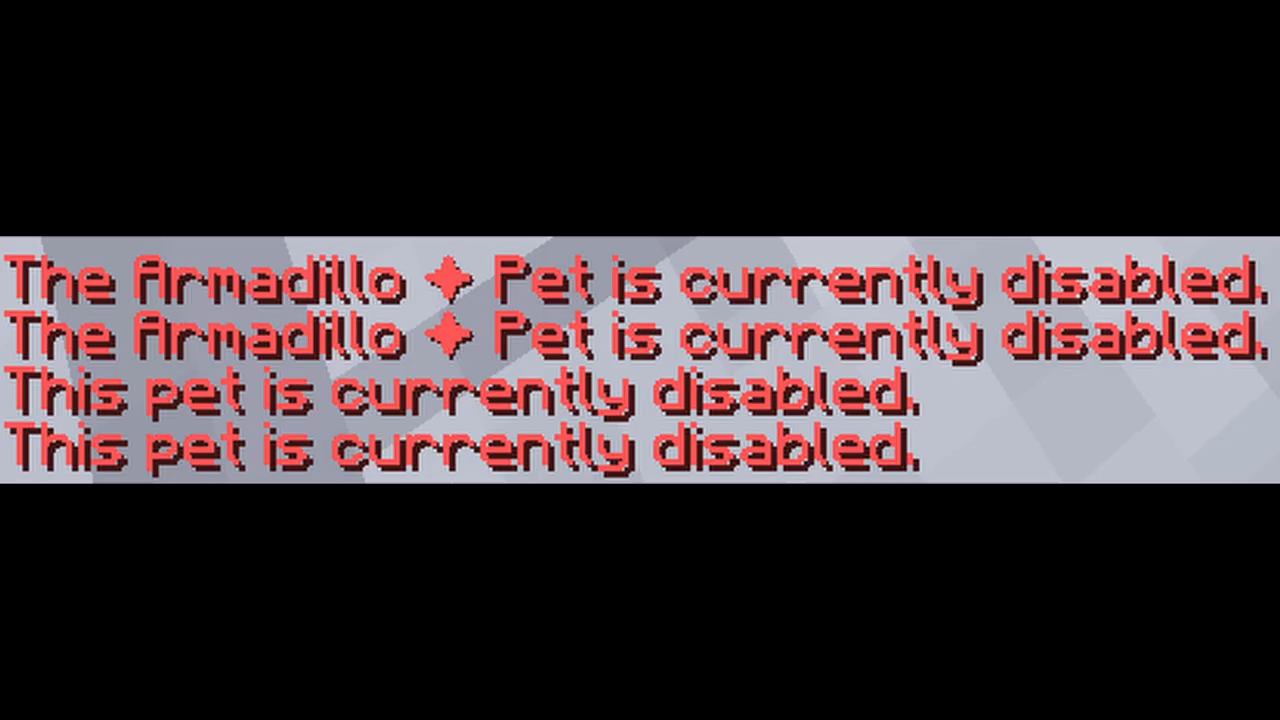 The Armadillo ✦ Pet is currently disabled.
The Armadillo ✦ Pet is currently disabled.
This pet is currently disabled.
This pet is currently disabled.